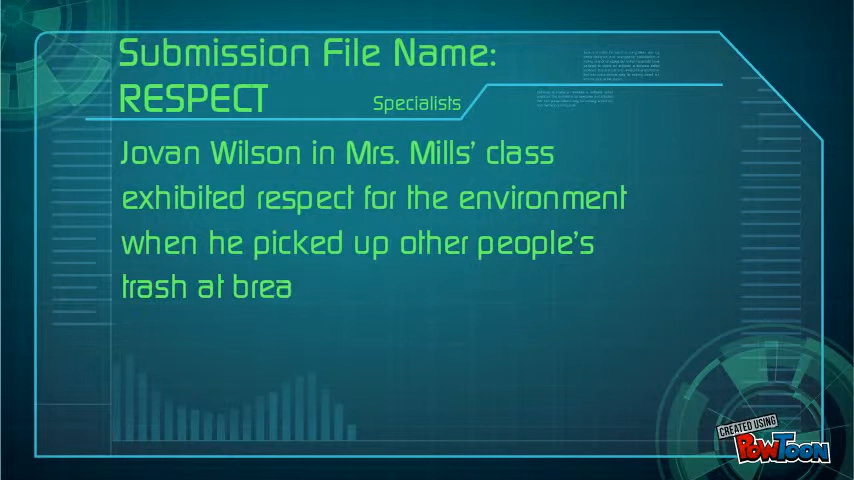 Submission File Name:
RESPECT
Specialists
Jovan Wilson in Mrs. Mills’ class
exhibited respect for the environment
when he picked up other people’s
trash at brea
CREATED USING
POWTOON